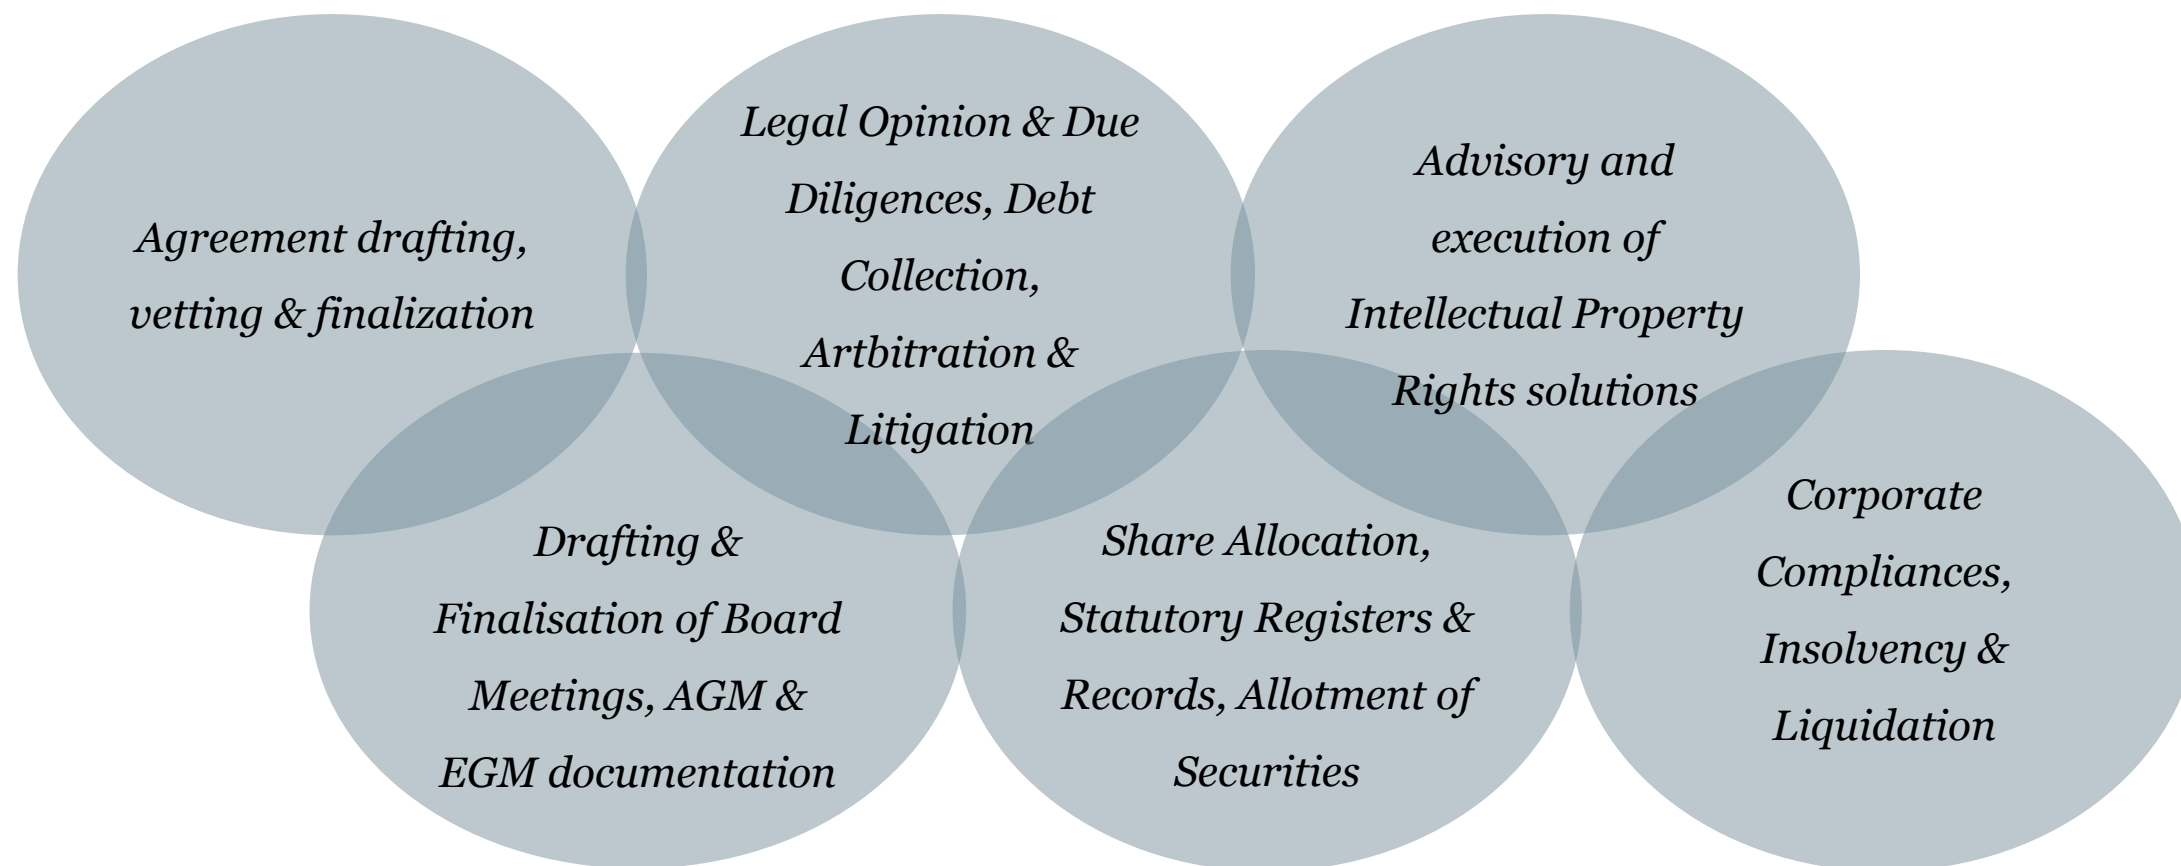 Agreement drafting,
vetting & finalization
Legal Opinion & Due
Diligences, Debt
Collection,
Artbitration &
Litigation
Advisory and
execution of
Intellectual Property
Rights solutions
Drafting &
Finalisation of Board
Meetings, AGM &
EGM documentation
Share Allocation,
Statutory Registers &
Records, Allotment of
Securities
Corporate
Compliances,
Insolvency &
Liquidation